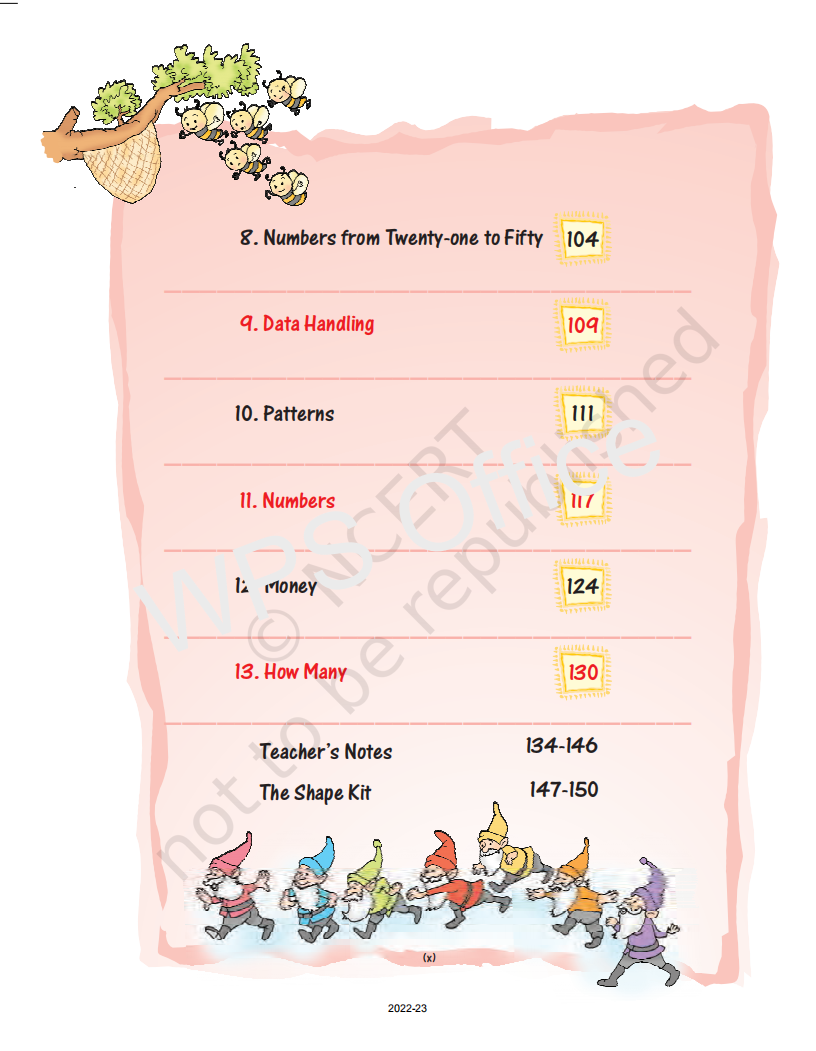 8. Numbers from Twenty-one to Fifty 104
9. Data Handling 109
10. Patterns 111
11. Numbers 117
12. Money 124
13. How Many 130
Teacher's Notes 134-146
The Shape Kit 147-150
© NCERT
not to be republished
WPS Office
(x)
2022-23